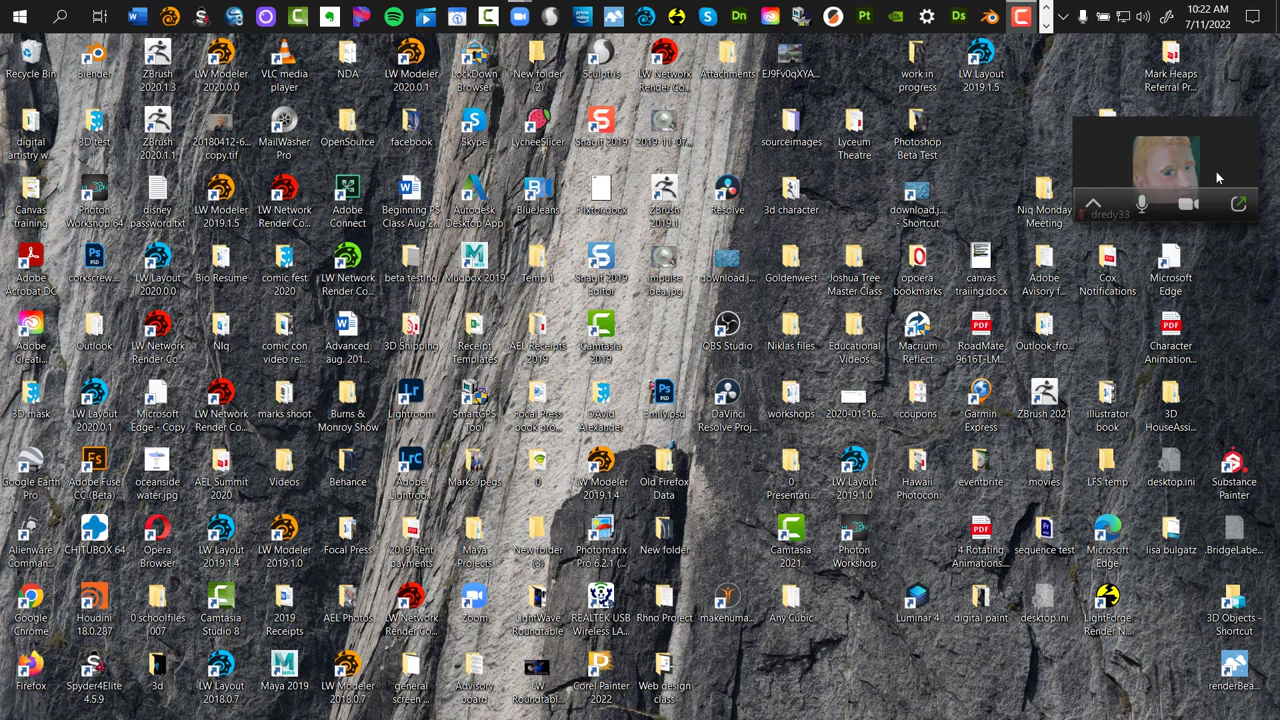 10:22 AM
7/11/2022
Recycle Bin
Blender
ZBrush
2020.1.3
LW Modeler
2020.0.0
VLC media
player
NDA
LW Modeler
2020.0.1
LockDown
Browser
New folder
(2)
Sculptris
LW Network
Render Co...
Attachments
EJ9Fv0qXYA...
work in
progress
LW Layout
2019.1.5
Mark Heaps
Referral Pr...
digital
artistry w...
3D test
ZBrush
2020.1.1
20180412-6...
copy.tif
MailWasher
Pro
OpenSource
facebook
Skype
LycheeSlicer
Snagit 2019
2019-11-07...
sourceimages
Lyceum
Theatre
Photoshop
Beta Test
Canvas
training
Photon
Workshop 64
disney
password.txt
LW Modeler
2019.1.5
LW Network
Render Co...
Adobe
Connect
Beginning PS
Class Aug 2...
Autodesk
Desktop App
BlueJeans
Flixton.docx
ZBrush
2019.1
Resolve
3d character
download.j...
- Shortcut
Niq Monday
Meeting
dredy33
Adobe
Acrobat DC
corkscrew...
LW Layout
2020.0.0
Bio Resume
comic fest
2020
LW Network
Render Co...
beta testing
Mudbox 2019
Temp 1
Snagit 2019
Editor
impulse
idea.jpg
download.j...
Goldenwest
Joshua Tree
Master Class
opoera
bookmarks
canvas
traiing.docx
Adobe
Avisory f...
Cox
Notifications
Microsoft
Edge
Adobe
Creati...
Outlook
LW Network
Render Co...
NIq
comic con
video re...
Advanced
aug. 201...
3D Shipping
Receipt
Templates
AEL Receipts
2019
Camtasia
2019
OBS Studio
Niklas files
Educational
Videos
Macrium
Reflect
RoadMate
9616T-LM...
Outlook_fro...
Character
Animation...
3D mask
LW Layout
2020.0.1
Microsoft
Edge - Copy
LW Network
Render Co...
marks shoot
Burns &
Monroy Show
Lightroom
SmartGPS
Tool
Focal Press
book pro...
DAvid
Alexander
Emily.psd
DaVinci
Resolve Proj...
workshops
2020-01-16...
coupons
Garmin
Express
ZBrush 2021
illustrator
book
3D
HouseAssi...
Google Earth
Pro
Adobe Fuse
CC (Beta)
oceanside
water.jpg
AEL Summit
2020
Videos
Behance
Adobe
Lightroo...
Marks Jpegs
0
LW Modeler
2019.1.4
Old Firefox
Data
0
Presentati...
LW Layout
2019.1.0
Hawaii
Photocon
eventbrite
movies
LFS temp
desktop.ini
Substance
Painter
Alienware
Comman...
CHITUBOX 64
Opera
Browser
LW Layout
2019.1.4
LW Modeler
2019.1.0
Focal Press
2019 Rent
payments
Maya
Projects
New folder
(3)
Photomatix
Pro 6.2.1 (...
New folder
Camtasia
2021
Photon
Workshop
4 Rotating
Animations....
sequence test
Microsoft
Edge
lisa bulgatz
.BridgeLabe...
Google
Chrome
Houdini
18.0.287
0 schoolfiles
007
Camtasia
Studio 8
2019
Receipts
AEL Photos
LW Network
Render Co...
Zoom
LightWave
Roundtable
REALTEK USB
Wireless LA...
Rhno Project
makehuma...
Any Cubic
Luminar 4
digital paint
desktop.ini
LightForge
Render N...
3D Objects -
Shortcut
Firefox
Spyder4Elite
4.5.9
3d
LW Layout
2018.0.7
Maya 2019
LW Modeler
2018.0.7
general
screen ...
Advisory
board
LW
Roundtabl...
Corel Painter
2022
Web design
class
renderBea...